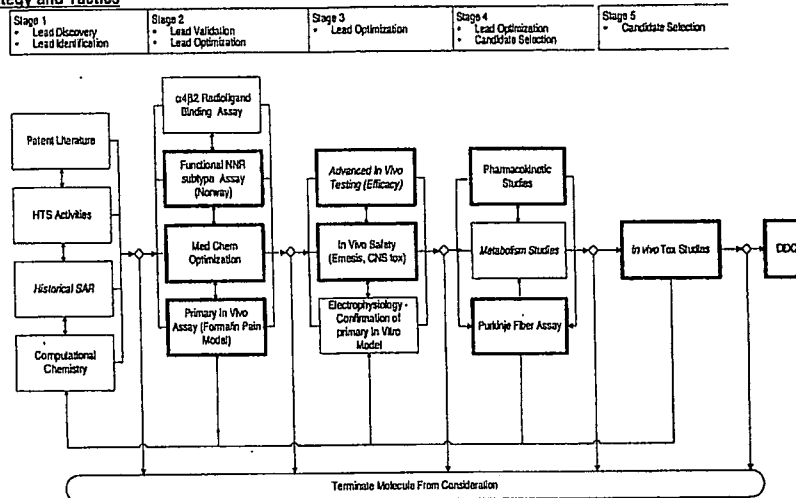 tegy and Tactics
Stage 1
• Lead Discovery
• Lead Identification
Stage 2
• Lead Validation
• Lead Optimization
Stage 3
• Lead Optimization
Stage 4
• Lead Optimization
• Candidate Selection
Stage 5
• Candidate Selection
Patent Literature
HTS Activities
Historical SAR
Computational
Chemistry
α4β2 Radioligand
Binding Assay
Functional NNR
subtype Assay
(Norway)
Med Chem
Optimization
Primary In Vivo
Assay (Formalin Pain
Model)
Advanced In Vivo
Testing (Efficacy)
In Vivo Safety
(Emesis, CNS tox)
Electrophysiology -
Confirmation of
primary In Vitro
Model
Pharmacokinetic
Studies
Metabolism Studies
Purkinje Fiber Assay
In vivo Tox Studies
DDC
Terminate Molecule From Consideration